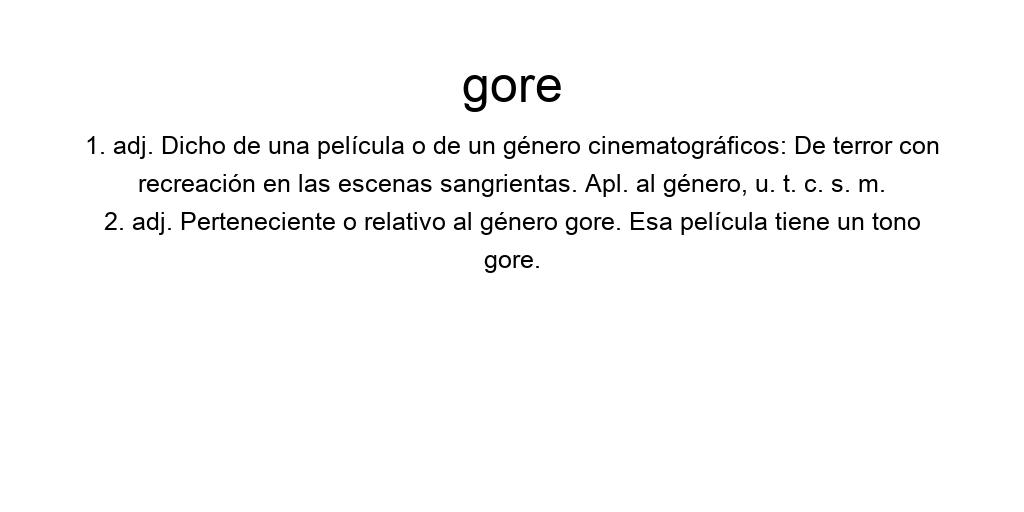 gore
1. adj. Dicho de una película o de un género cinematográficos: De terror con
recreación en las escenas sangrientas. Apl. al género, u. t. c. s. m.
2. adj. Perteneciente o relativo al género gore. Esa película tiene un tono
gore.